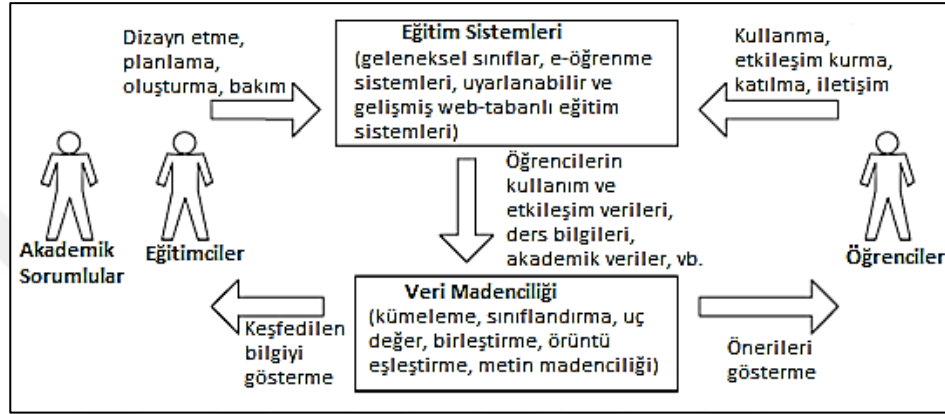 Dizayn etme,
planlama,
oluşturma, bakım
Eğitim Sistemleri
(geleneksel sınıflar, e-öğrenme
sistemleri, uyarlanabilir ve
gelişmiş web-tabanlı eğitim
sistemleri)
Kullanma,
etkileşim kurma,
katılma, iletişim
Akademik
Sorumlular
Eğitimciler
Öğrencilerin
kullanım ve
etkileşim verileri,
ders bilgileri,
akademik veriler, vb.
Öğrenciler
Keşfedilen
bilgiyi
gösterme
Veri Madenciliği
(kümeleme, sınıflandırma, uç
değer, birleştirme, örüntü
eşleştirme, metin madenciliği)
Önerileri
gösterme